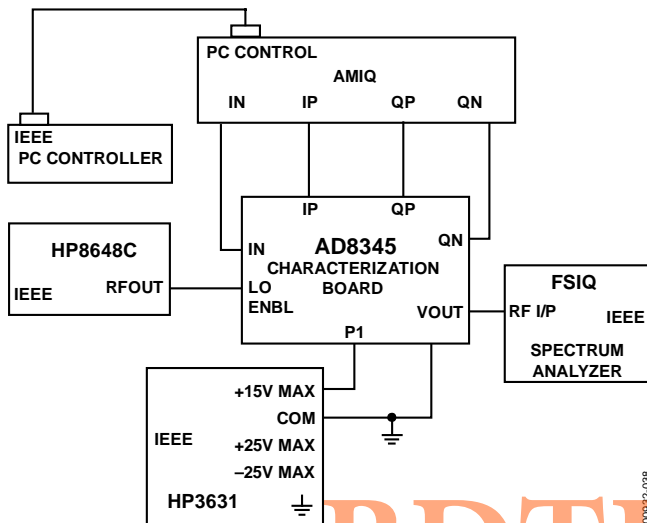 PC CONTROL
AMIQ
IN IP QP QN
IEEE
PC CONTROLLER
IP QP
HP8648C
IEEE RFOUT
IN AD8345 QN
CHARACTERIZATION
LO BOARD
ENBL VOUT
P1
FSIQ
RF I/P IEEE
SPECTRUM
ANALYZER
+15V MAX
COM
IEEE
+25V MAX
–25V MAX
HP3631